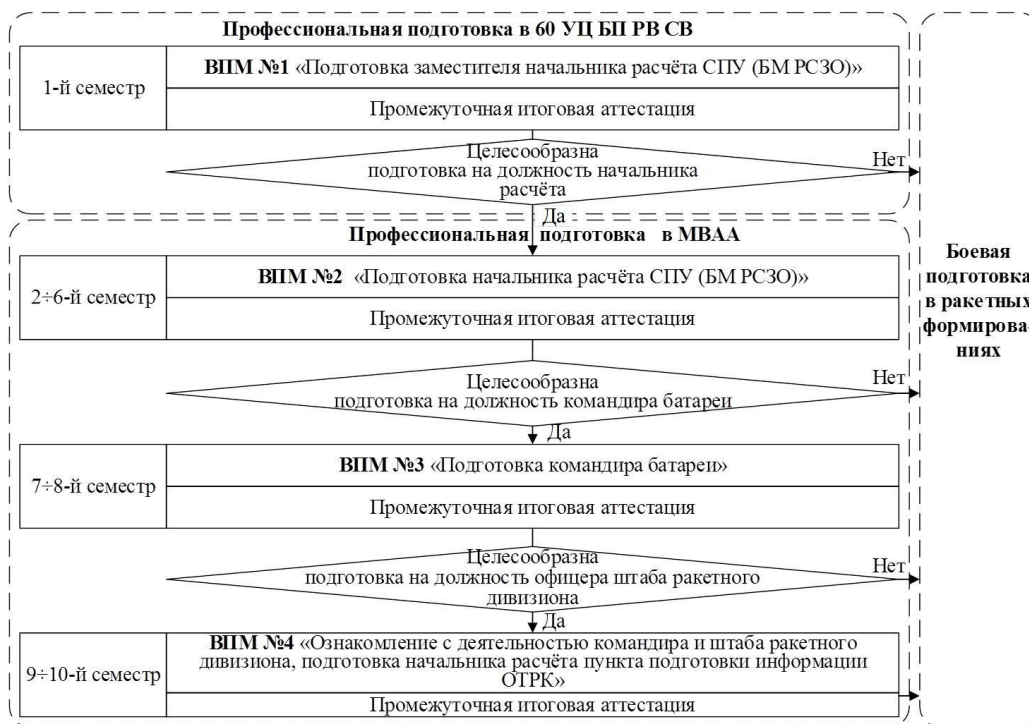 Профессиональная подготовка в 60 УЦ БП РВ СВ
1-й семестр
ВПМ №1 «Подготовка заместителя начальника расчёта СПУ (БМ РСЗО)»
Промежуточная итоговая аттестация
Целесообразна
подготовка на должность начальника
расчёта
Нет
Да
Профессиональная подготовка в МВАА
2÷6-й семестр
ВПМ №2 «Подготовка начальника расчёта СПУ (БМ РСЗО)»
Промежуточная итоговая аттестация
Целесообразна
подготовка на должность командира батареи
Нет
Да
7÷8-й семестр
ВПМ №3 «Подготовка командира батареи»
Промежуточная итоговая аттестация
Целесообразна
подготовка на должность офицера штаба ракетного
дивизиона
Нет
Да
9÷10-й семестр
ВПМ №4 «Ознакомление с деятельностью командира и штаба ракетного
дивизиона, подготовка начальника расчёта пункта подготовки информации
ОТРК»
Промежуточная итоговая аттестация
Боевая
подготовка
в ракетных
формирова-
ниях